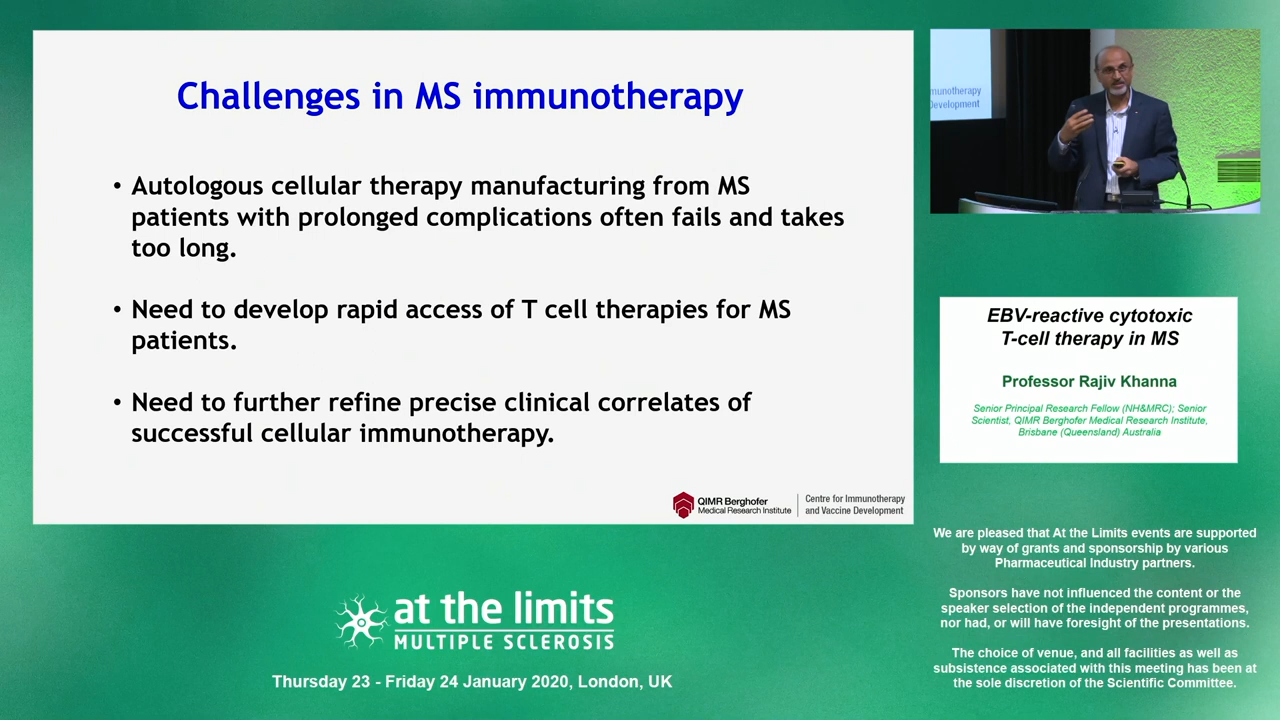 Challenges in MS immunotherapy
• Autologous cellular therapy manufacturing from MS
patients with prolonged complications often fails and takes
too long.
• Need to develop rapid access of T cell therapies for MS
patients.
• Need to further refine precise clinical correlates of
successful cellular immunotherapy.
QIMR Berghofer
Medical Research Institute
Centre for Immunotherapy
and Vaccine Development
munotherapy
Development
EBV-reactive cytotoxic
T-cell therapy in MS
Professor Rajiv Khanna
Senior Principal Research Fellow (NH&MRC); Senior
Scientist, QIMR Berghofer Medical Research Institute,
Brisbane (Queensland) Australia
We are pleased that At the Limits events are supported
by way of grants and sponsorship by various
Pharmaceutical Industry partners.
Sponsors have not influenced the content or the
speaker selection of the independent programmes,
nor had, or will have foresight of the presentations.
The choice of venue, and all facilities as well as
subsistence associated with this meeting has been at
the sole discretion of the Scientific Committee.
at the limits
MULTIPLE SCLEROSIS
Thursday 23 - Friday 24 January 2020, London, UK